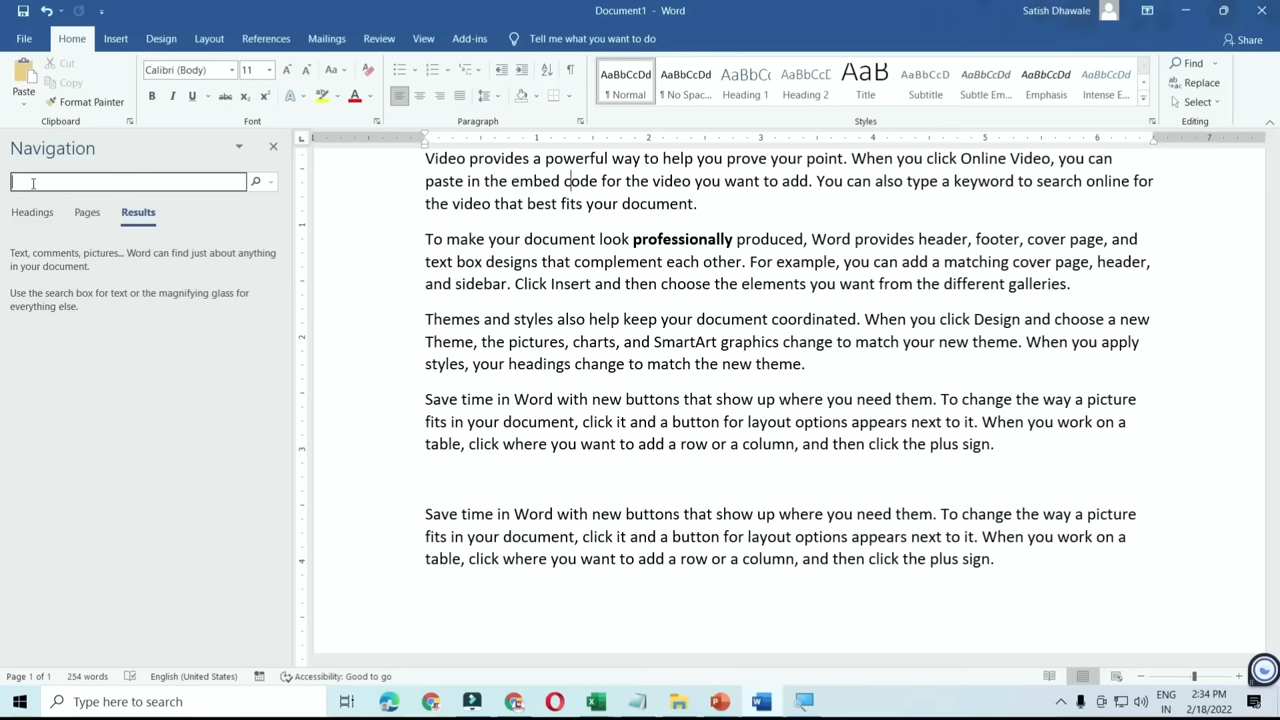 Document1 - Word
Satish Dhawale
File Home Insert Design Layout References Mailings Review View Add-ins Tell me what you want to do Share
Paste
Cut
Copy
Format Painter
Clipboard
Calibri (Body) 11
Aa
B I U abc x₂ x²
A A
Font
Paragraph
AaBbCcDd AaBbCcDd AaBbC AaBbCcD AaB AaBbCcD AaBbCcDd AaBbCcDd AaBbCcDd
¶ Normal ¶ No Spac... Heading 1 Heading 2 Title Subtitle Subtle Em... Emphasis Intense E...
Styles
Find
Replace
Select
Editing
Navigation
Headings Pages Results
Text, comments, pictures... Word can find just about anything
in your document.
Use the search box for text or the magnifying glass for
everything else.
1 1 2 3 4 5 6 7
1
2
3
4
Video provides a powerful way to help you prove your point. When you click Online Video, you can
paste in the embed code for the video you want to add. You can also type a keyword to search online for
the video that best fits your document.
To make your document look professionally produced, Word provides header, footer, cover page, and
text box designs that complement each other. For example, you can add a matching cover page, header,
and sidebar. Click Insert and then choose the elements you want from the different galleries.
Themes and styles also help keep your document coordinated. When you click Design and choose a new
Theme, the pictures, charts, and SmartArt graphics change to match your new theme. When you apply
styles, your headings change to match the new theme.
Save time in Word with new buttons that show up where you need them. To change the way a picture
fits in your document, click it and a button for layout options appears next to it. When you work on a
table, click where you want to add a row or a column, and then click the plus sign.
Save time in Word with new buttons that show up where you need them. To change the way a picture
fits in your document, click it and a button for layout options appears next to it. When you work on a
table, click where you want to add a row or a column, and then click the plus sign.
Page 1 of 1 254 words English (United States) Accessibility: Good to go
Type here to search
ENG
IN
2:34 PM
2/18/2022